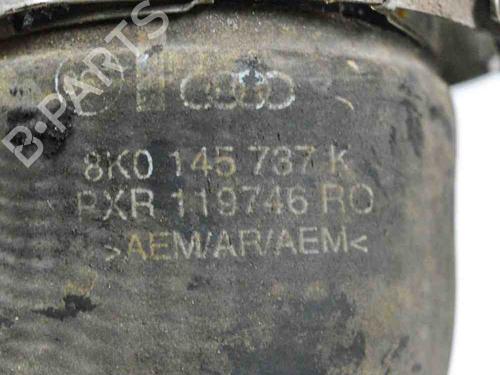 B-PARTS
8K0 145 737 K
PXR 119746 RO
>AEM/AR/AEM<